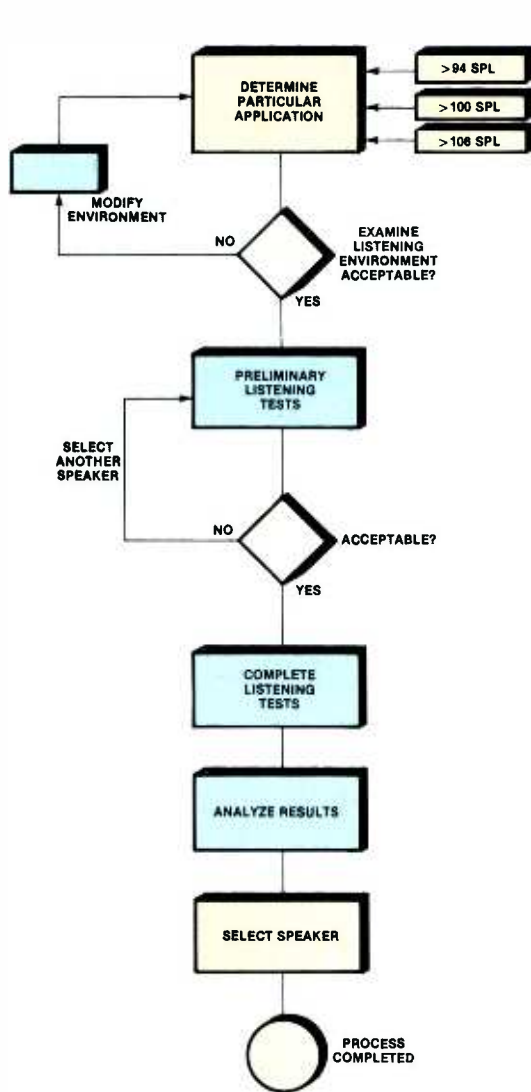 DETERMINE
PARTICULAR
APPLICATION
>94 SPL
>100 SPL
>106 SPL
MODIFY
ENVIRONMENT
NO
EXAMINE
LISTENING
ENVIRONMENT
ACCEPTABLE?
YES
PRELIMINARY
LISTENING
TESTS
SELECT
ANOTHER
SPEAKER
NO
ACCEPTABLE?
YES
COMPLETE
LISTENING
TESTS
ANALYZE RESULTS
SELECT SPEAKER
PROCESS
COMPLETED